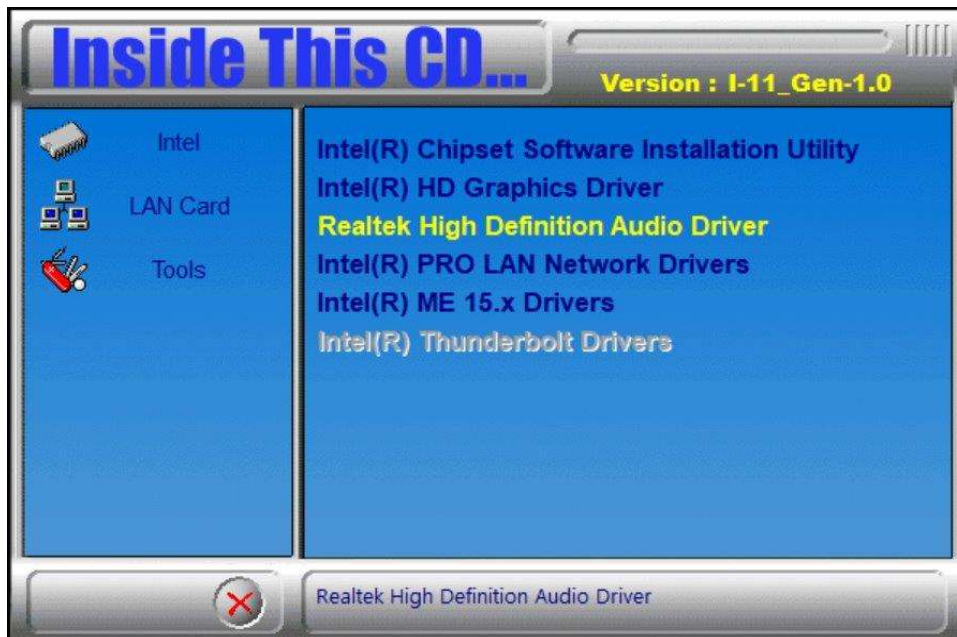 Inside This CD...
Version : I-11_Gen-1.0
Intel
LAN Card
Tools
Intel(R) Chipset Software Installation Utility
Intel(R) HD Graphics Driver
Realtek High Definition Audio Driver
Intel(R) PRO LAN Network Drivers
Intel(R) ME 15.x Drivers
Intel(R) Thunderbolt Drivers
Realtek High Definition Audio Driver